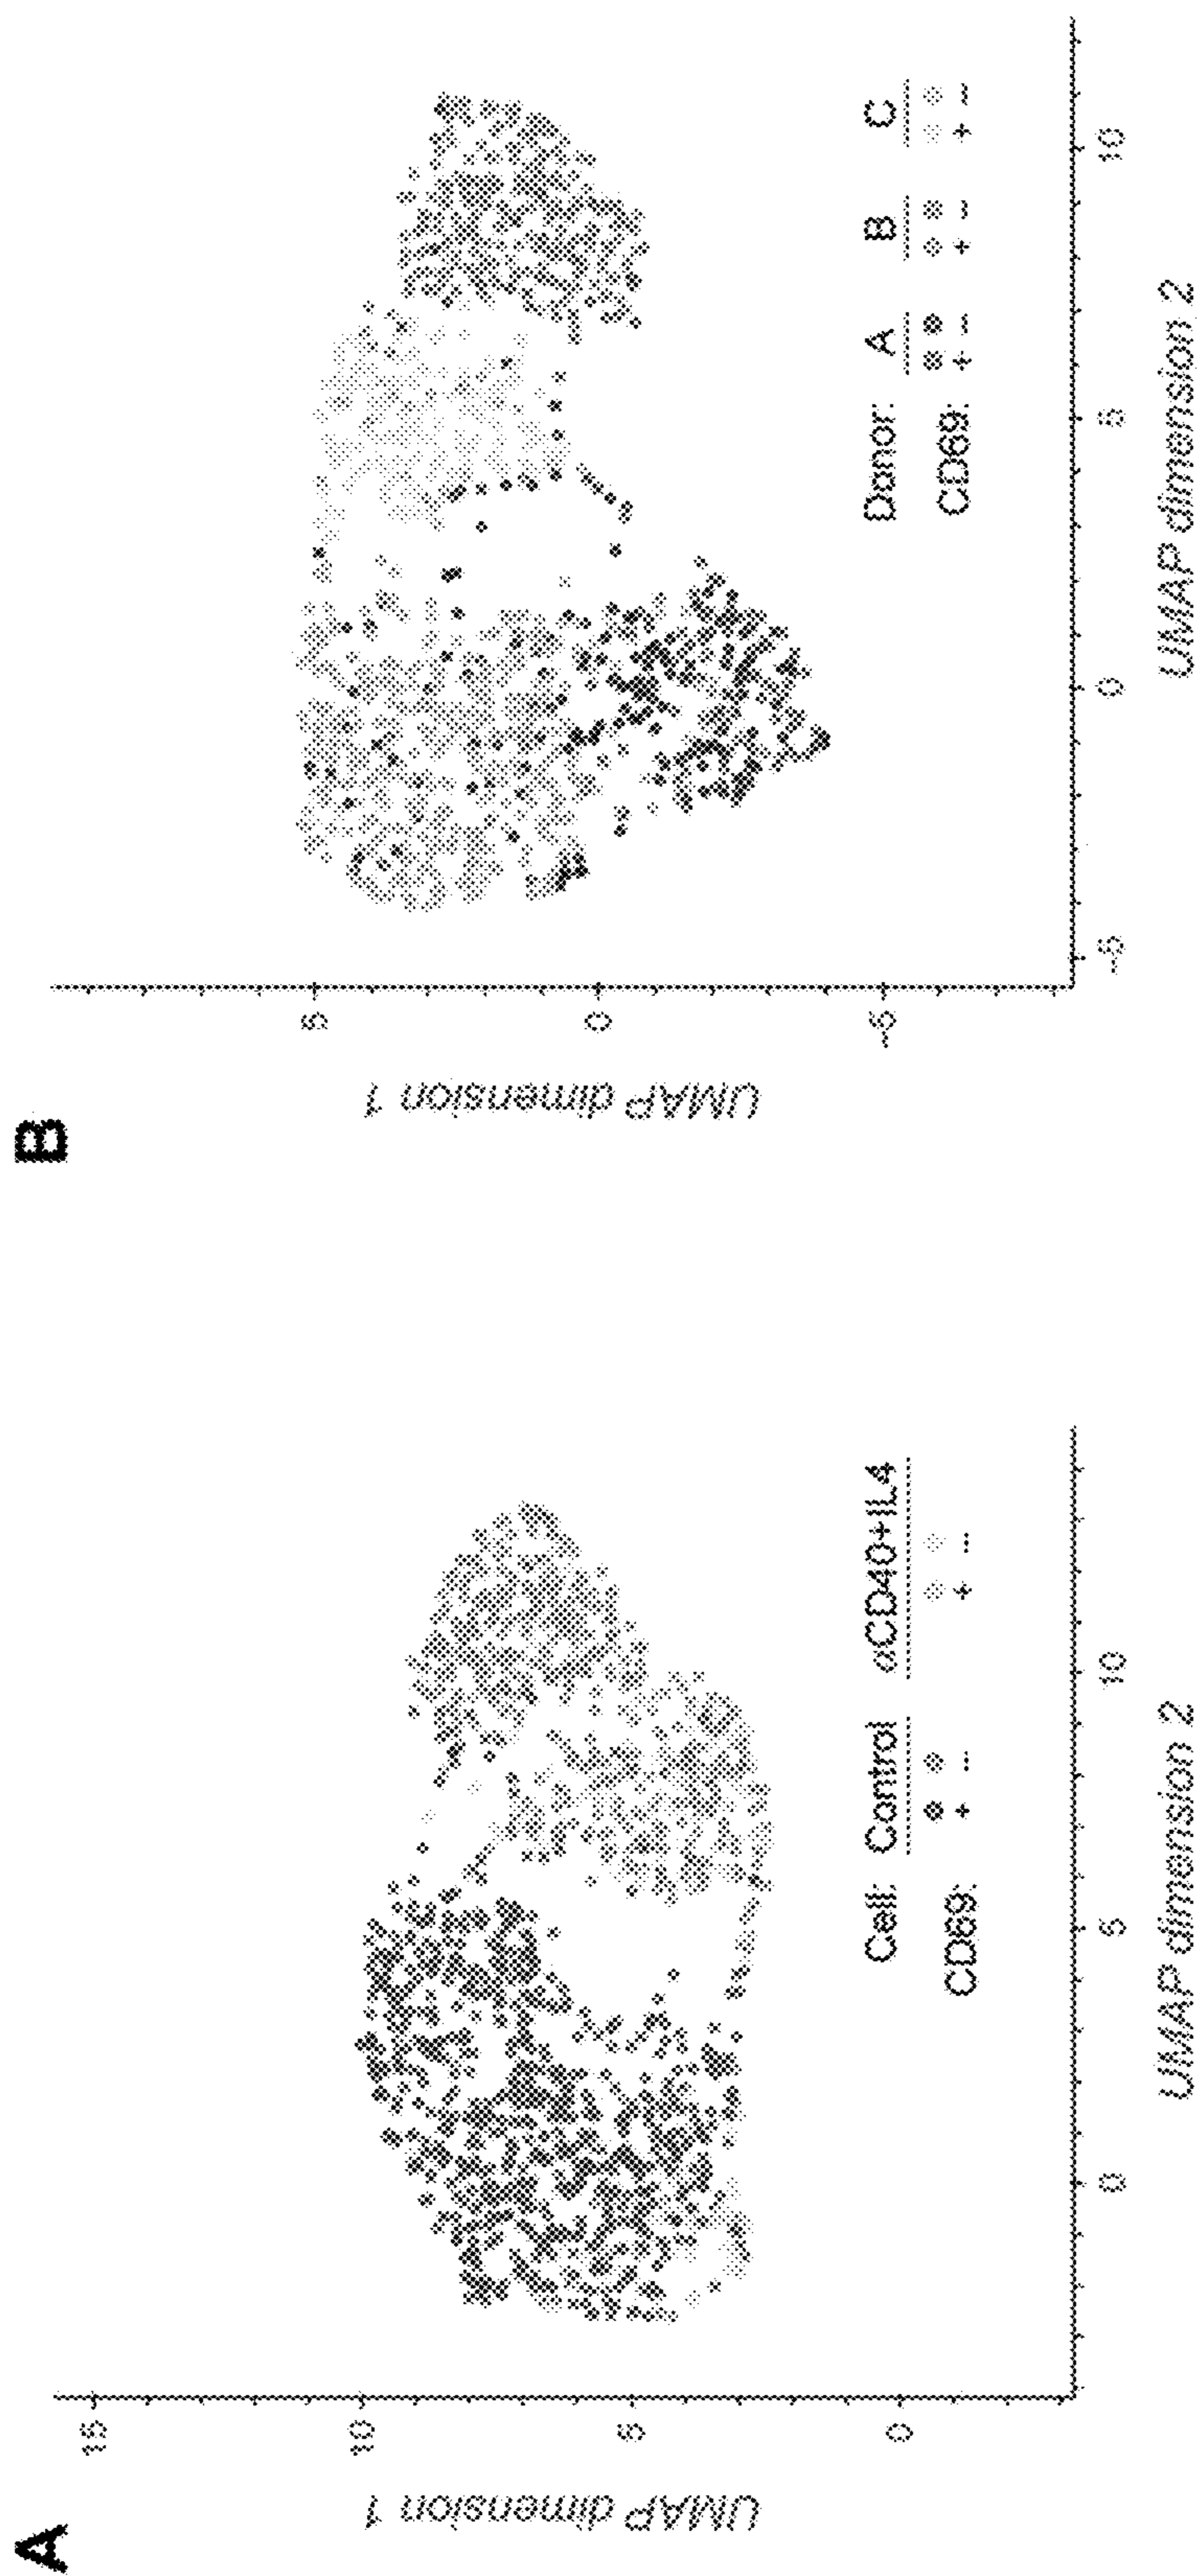 A
UMAP dimension 1
15
10
5
0
0
5
10
UMAP dimension 2
Cell: Control αCD40+IL4
CD69: + – + –
B
UMAP dimension 1
5
0
-5
-5
0
5
10
UMAP dimension 2
Donor: A B C
CD69: + – + – + –